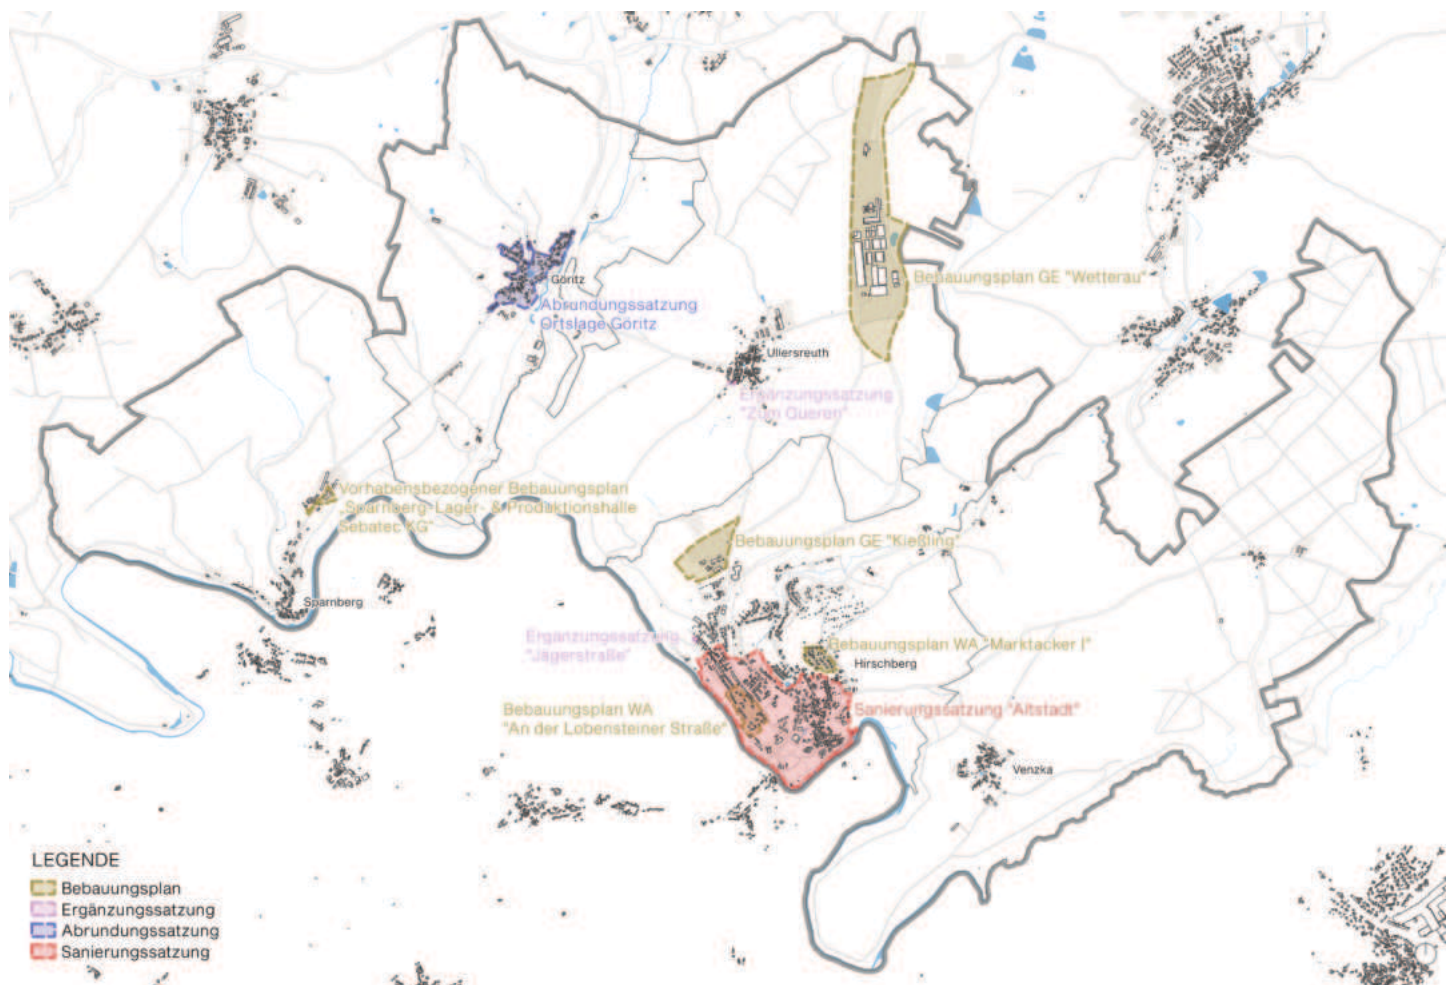 Bebauungsplan GE "Wetterau"
Göritz
Abrundungssatzung
Ortslage Göritz
Ullersreuth
Ergänzungssatzung
"Zum Queren"
Vorhabensbezogener Bebauungsplan
„Sparnberg-Lager- & Produktionshalle
Sebatec KG"
Bebauungsplan GE "Kießling"
Sparnberg
Ergänzungssatzung
"Jägerstraße"
Bebauungsplan WA "Marktacker I"
Hirschberg
Bebauungsplan WA
"An der Lobensteiner Straße"
Sanierungssatzung "Altstadt"
Venzka
LEGENDE
Bebauungsplan
Ergänzungssatzung
Abrundungssatzung
Sanierungssatzung